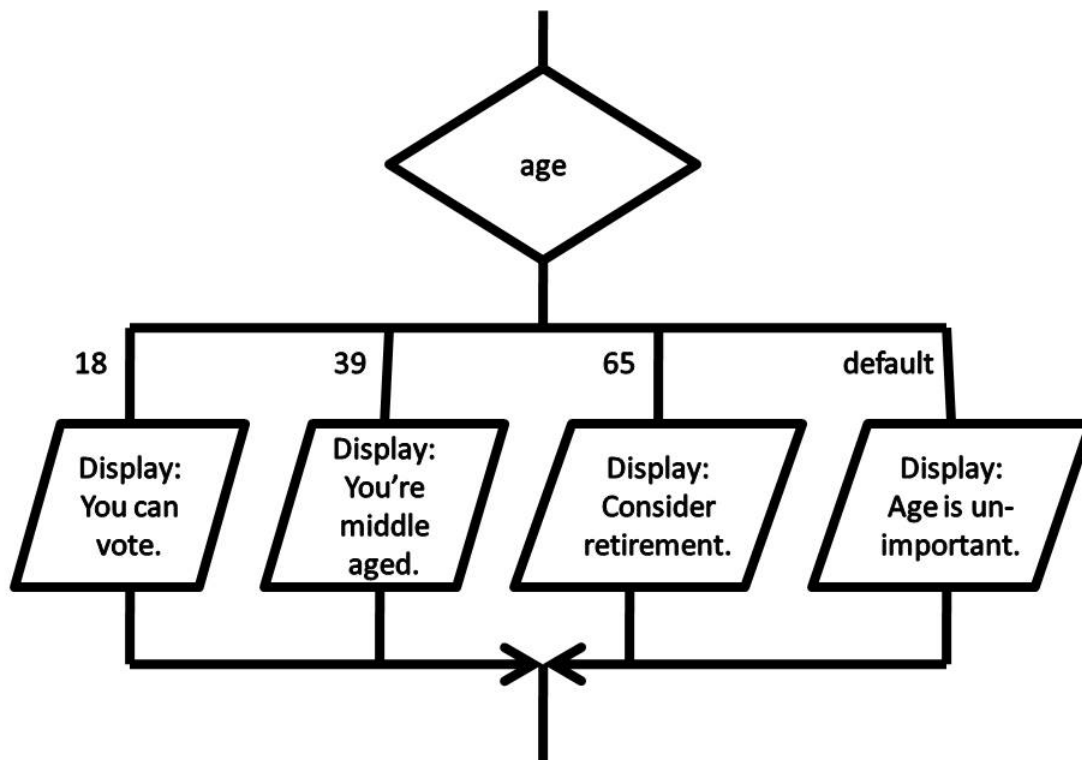 age
18
39
65
default
Display:
You can
vote.
Display:
You're
middle
aged.
Display:
Consider
retirement.
Display:
Age is un-
important.